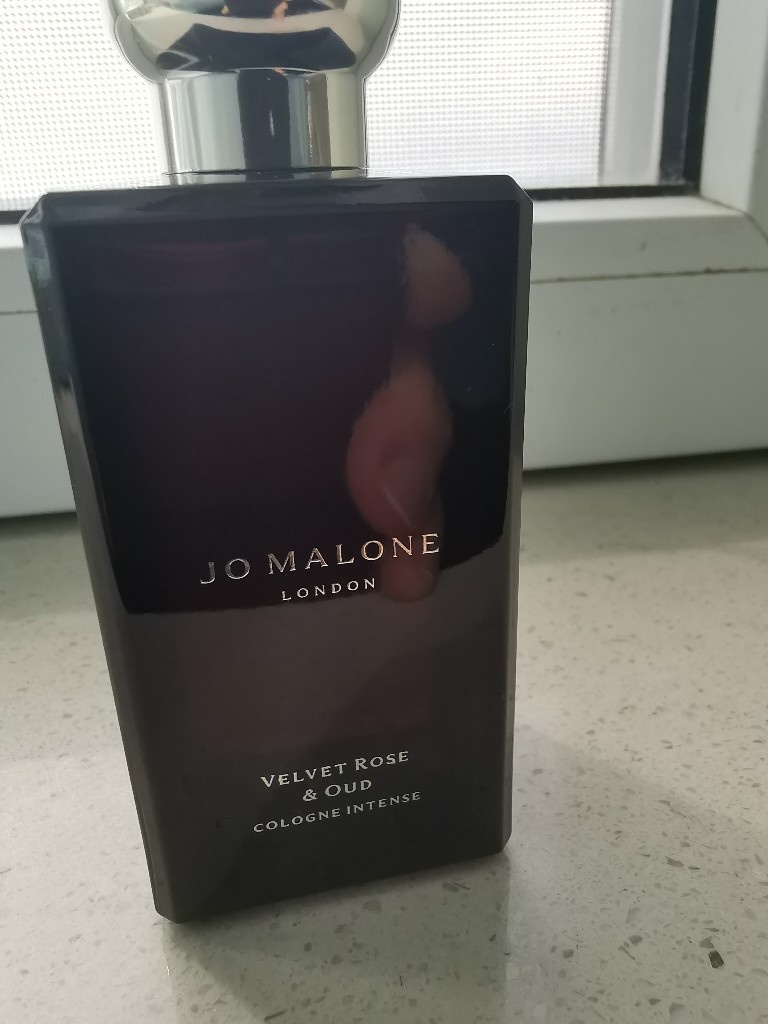 JO MALONE
LONDON
VELVET ROSE
& OUD
COLOGNE INTENSE